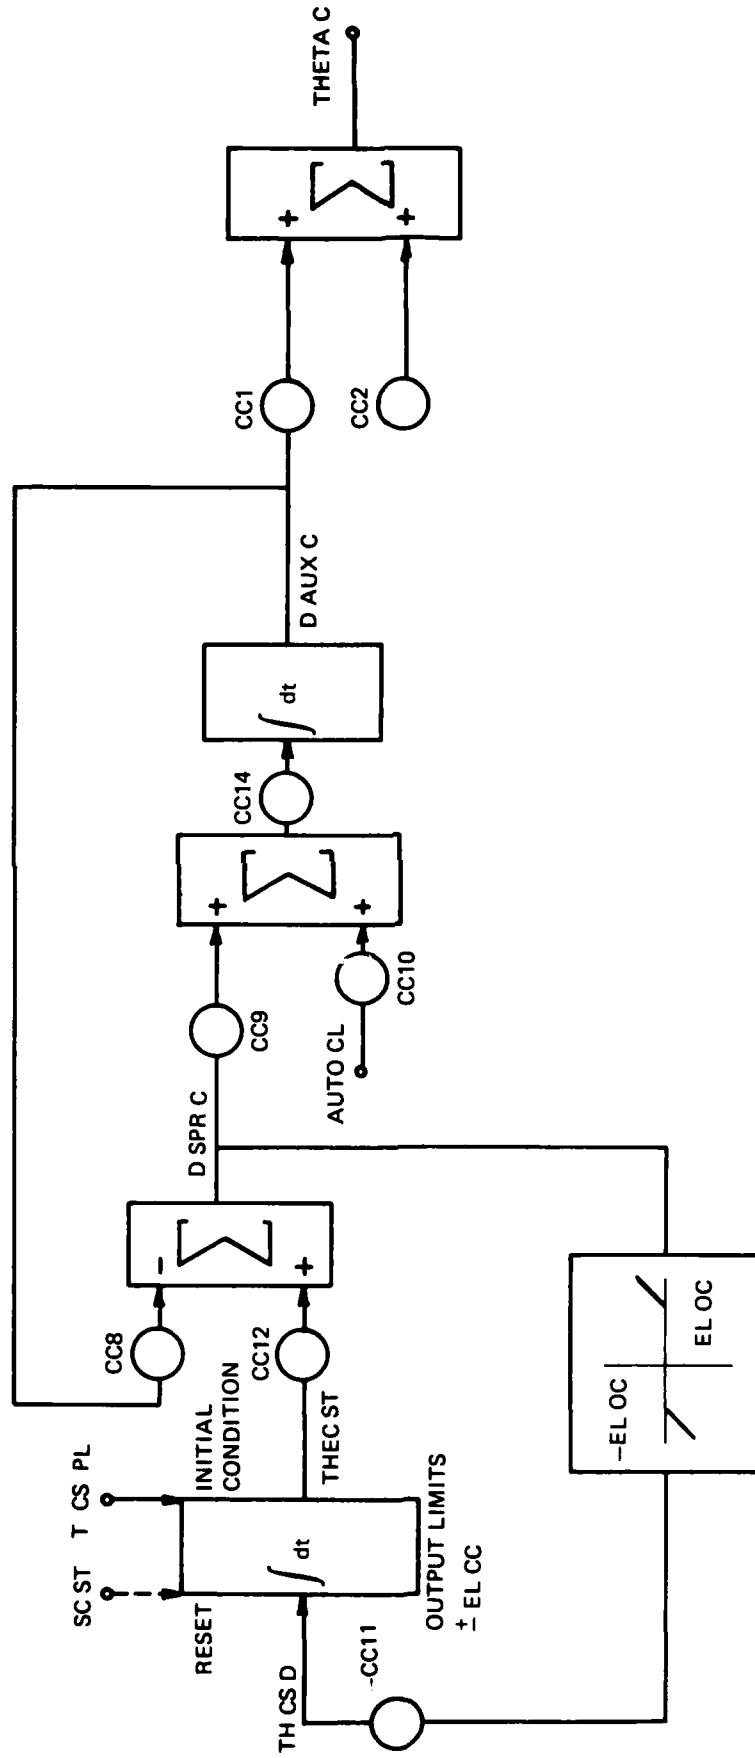 SC ST
T CS PL
RESET
INITIAL
CONDITION
TH CS D
∫ dt
THEC ST
OUTPUT LIMITS
± EL CC
-CC11
CC8
CC12
-
+
Σ
D SPR C
-EL OC
EL OC
CC9
AUTO CL
CC10
+
+
Σ
CC14
∫ dt
D AUX C
CC1
CC2
+
+
Σ
THETA C